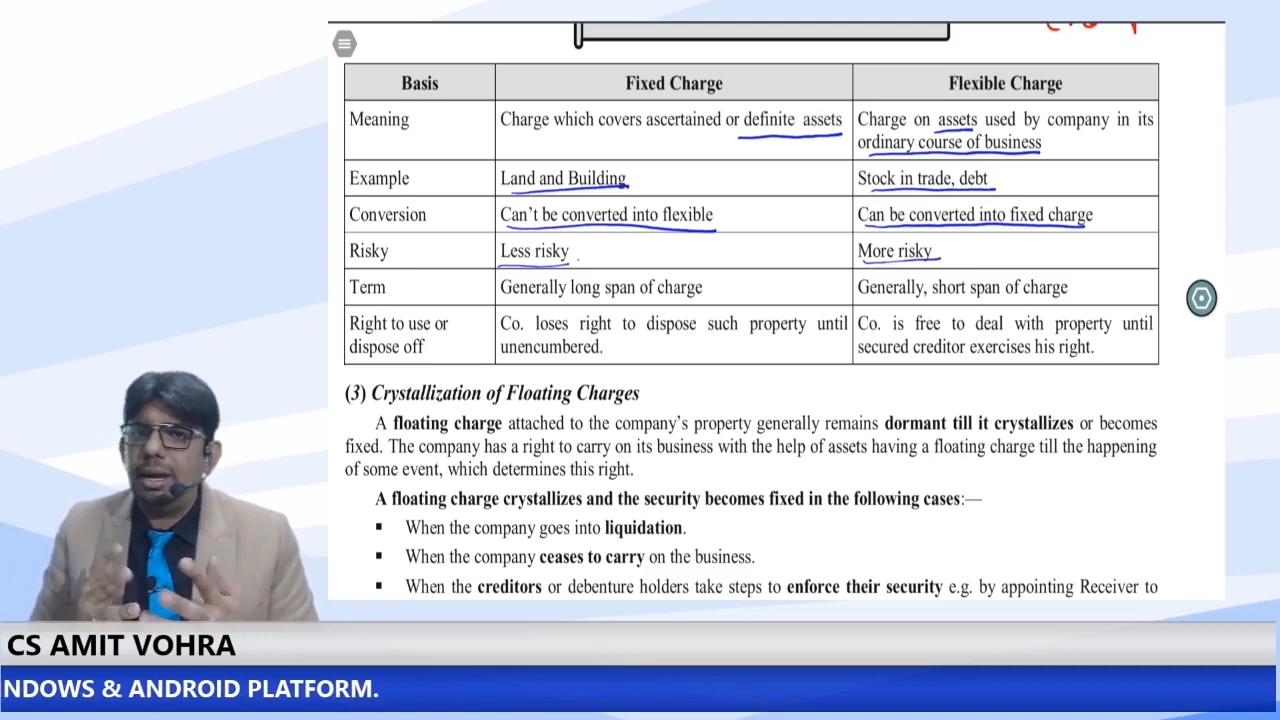 Basis Fixed Charge Flexible Charge
Meaning Charge which covers ascertained or definite assets Charge on assets used by company in its
ordinary course of business
Example Land and Building Stock in trade, debt
Conversion Can't be converted into flexible Can be converted into fixed charge
Risky Less risky More risky
Term Generally long span of charge Generally, short span of charge
Right to use or Co. loses right to dispose such property until Co. is free to deal with property until
dispose off unencumbered. secured creditor exercises his right.
(3) Crystallization of Floating Charges
A floating charge attached to the company's property generally remains dormant till it crystallizes or becomes
fixed. The company has a right to carry on its business with the help of assets having a floating charge till the happening
of some event, which determines this right.
A floating charge crystallizes and the security becomes fixed in the following cases:—
▪ When the company goes into liquidation.
▪ When the company ceases to carry on the business.
▪ When the creditors or debenture holders take steps to enforce their security e.g. by appointing Receiver to
CS AMIT VOHRA
NDOWS & ANDROID PLATFORM.